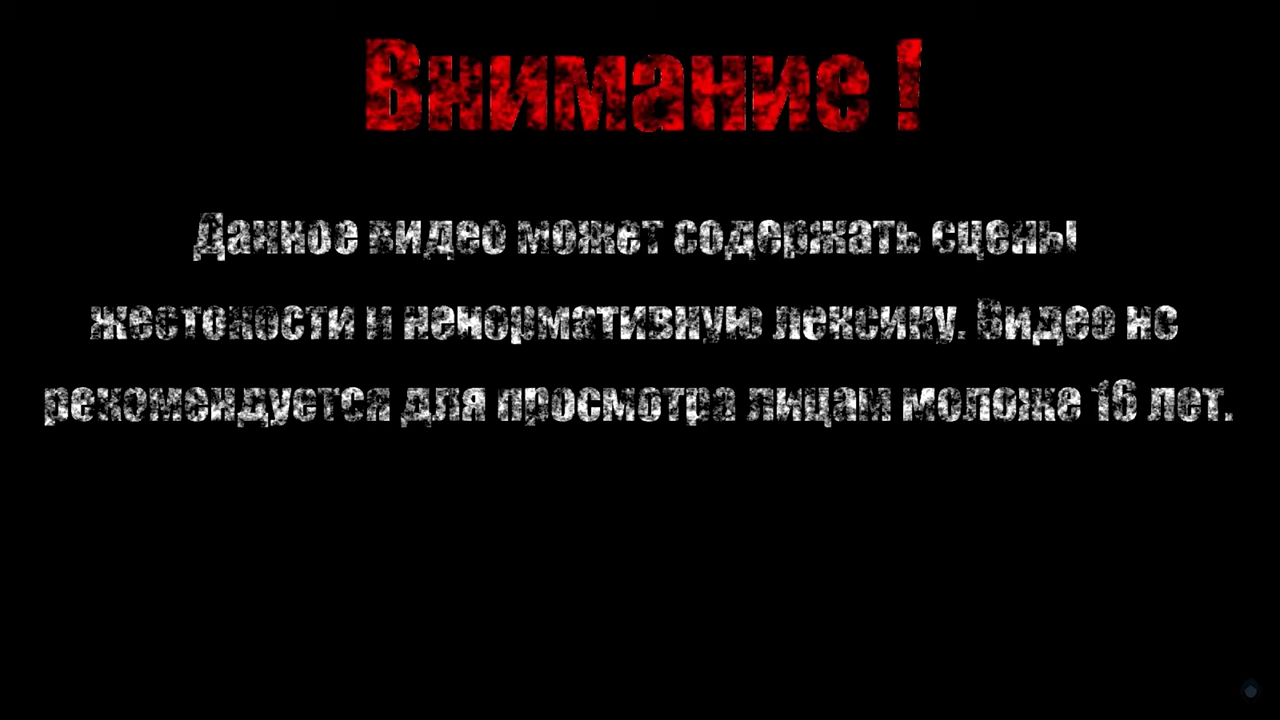 Внимание !
Данное видео может содержать сцены
жестокости и ненормативную лексику. Видео не
рекомендуется для просмотра лицам моложе 16 лет.